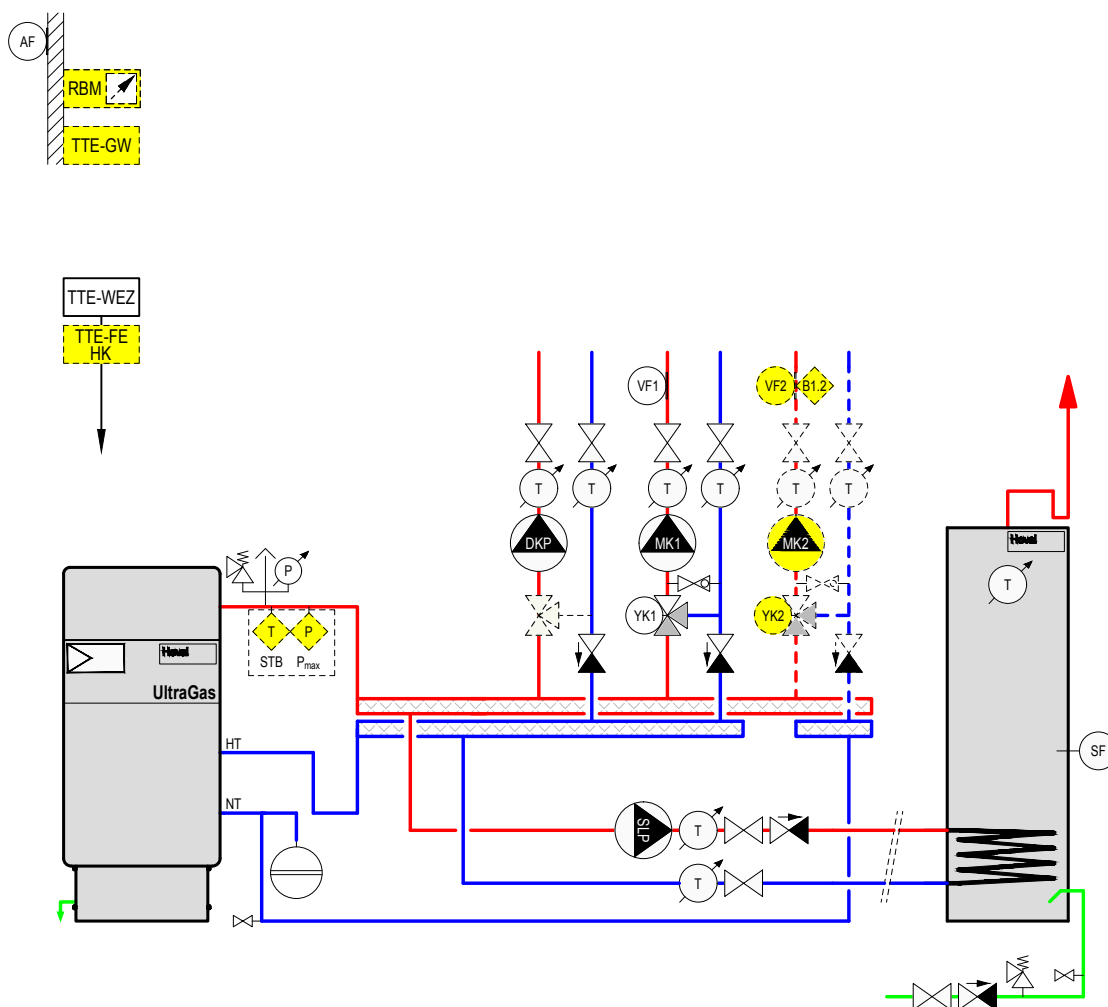 AF
RBM
TTE-GW
TTE-WEZ
TTE-FE
HK
VF1
VF2
B1.2
T
T
T
T
T
T
DKP
MK1
MK2
P
T
YK1
YK2
T
P
STB
Pmax
Hoval
Hoval
UltraGas
HT
SF
NT
SLP
T
T